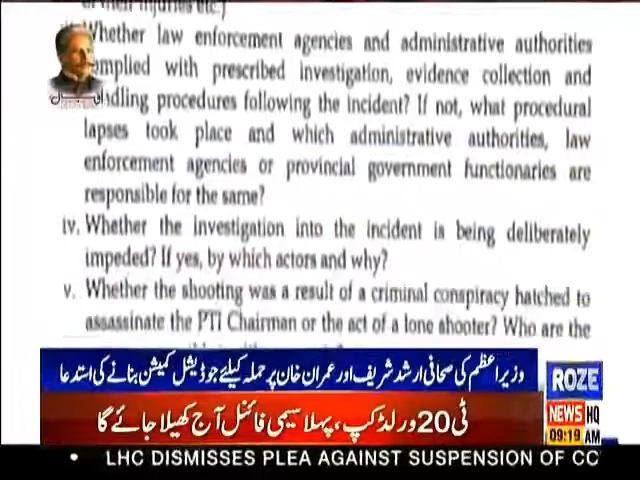 of their injuries etc.)
Whether law enforcement agencies and administrative authorities
complied with prescribed investigation, evidence collection and
handling procedures following the incident? If not, what procedural
lapses took place and which administrative authorities, law
enforcement agencies or provincial government functionaries are
responsible for the same?
iv. Whether the investigation into the incident is being deliberately
impeded? If yes, by which actors and why?
v. Whether the shooting was a result of a criminal conspiracy hatched to
assassinate the PTI Chairman or the act of a lone shooter? Who are the
وزیراعظم کی صحافی ارشد شریف اور عمران خان پر حملہ کیلئے جوڈیشل کمیشن بنانے کی استدعا
ٹی 20 ورلڈ کپ، پہلا سیمی فائنل آج کھیلا جائے گا
ROZE
NEWS HQ
09:19 AM
• LHC DISMISSES PLEA AGAINST SUSPENSION OF CC